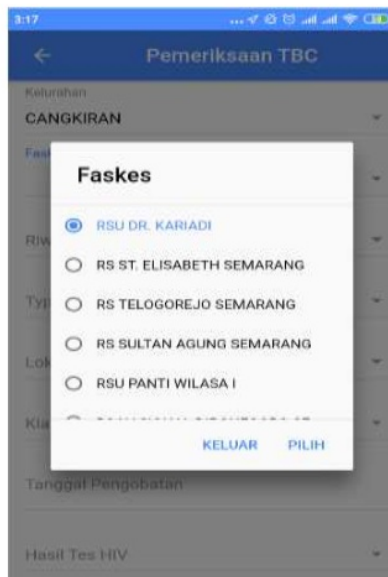 3:17
Pemeriksaan TBC
Kelurahan
CANGKIRAN
Faskes
RSU DR. KARIADI
RS ST. ELISABETH SEMARANG
RS TELOGOREJO SEMARANG
RS SULTAN AGUNG SEMARANG
RSU PANTI WILASA I
KELUAR PILIH
Tanggal Pengobatan
Hasil Tes HIV